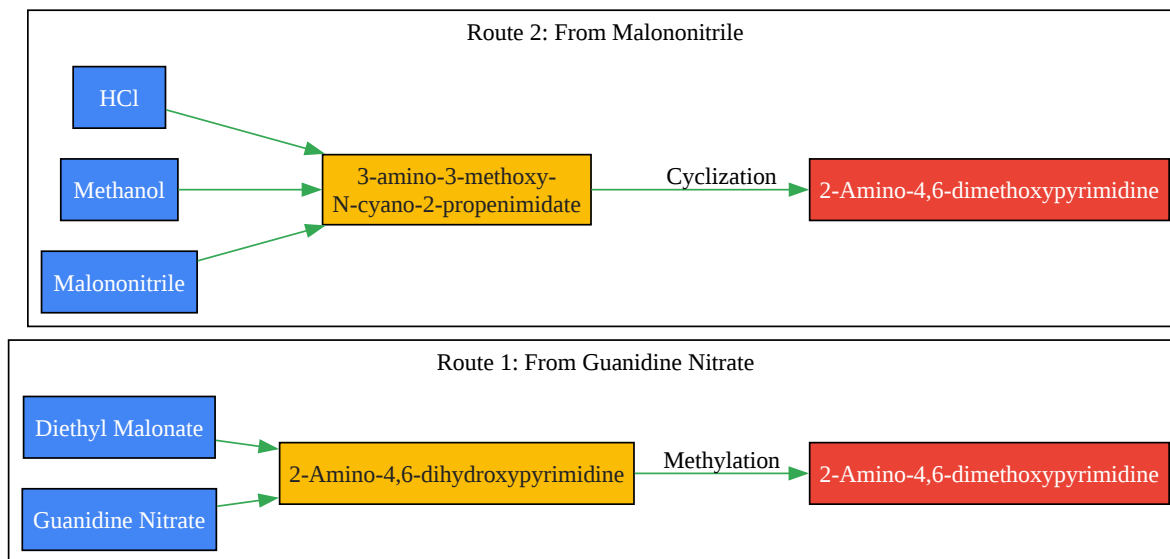 Route 2: From Malononitrile
HCl
Methanol
Malononitrile
3-amino-3-methoxy-
N-cyano-2-propenimidate
Cyclization
2-Amino-4,6-dimethoxypyrimidine
Route 1: From Guanidine Nitrate
Diethyl Malonate
Guanidine Nitrate
2-Amino-4,6-dihydroxypyrimidine
Methylation
2-Amino-4,6-dimethoxypyrimidine